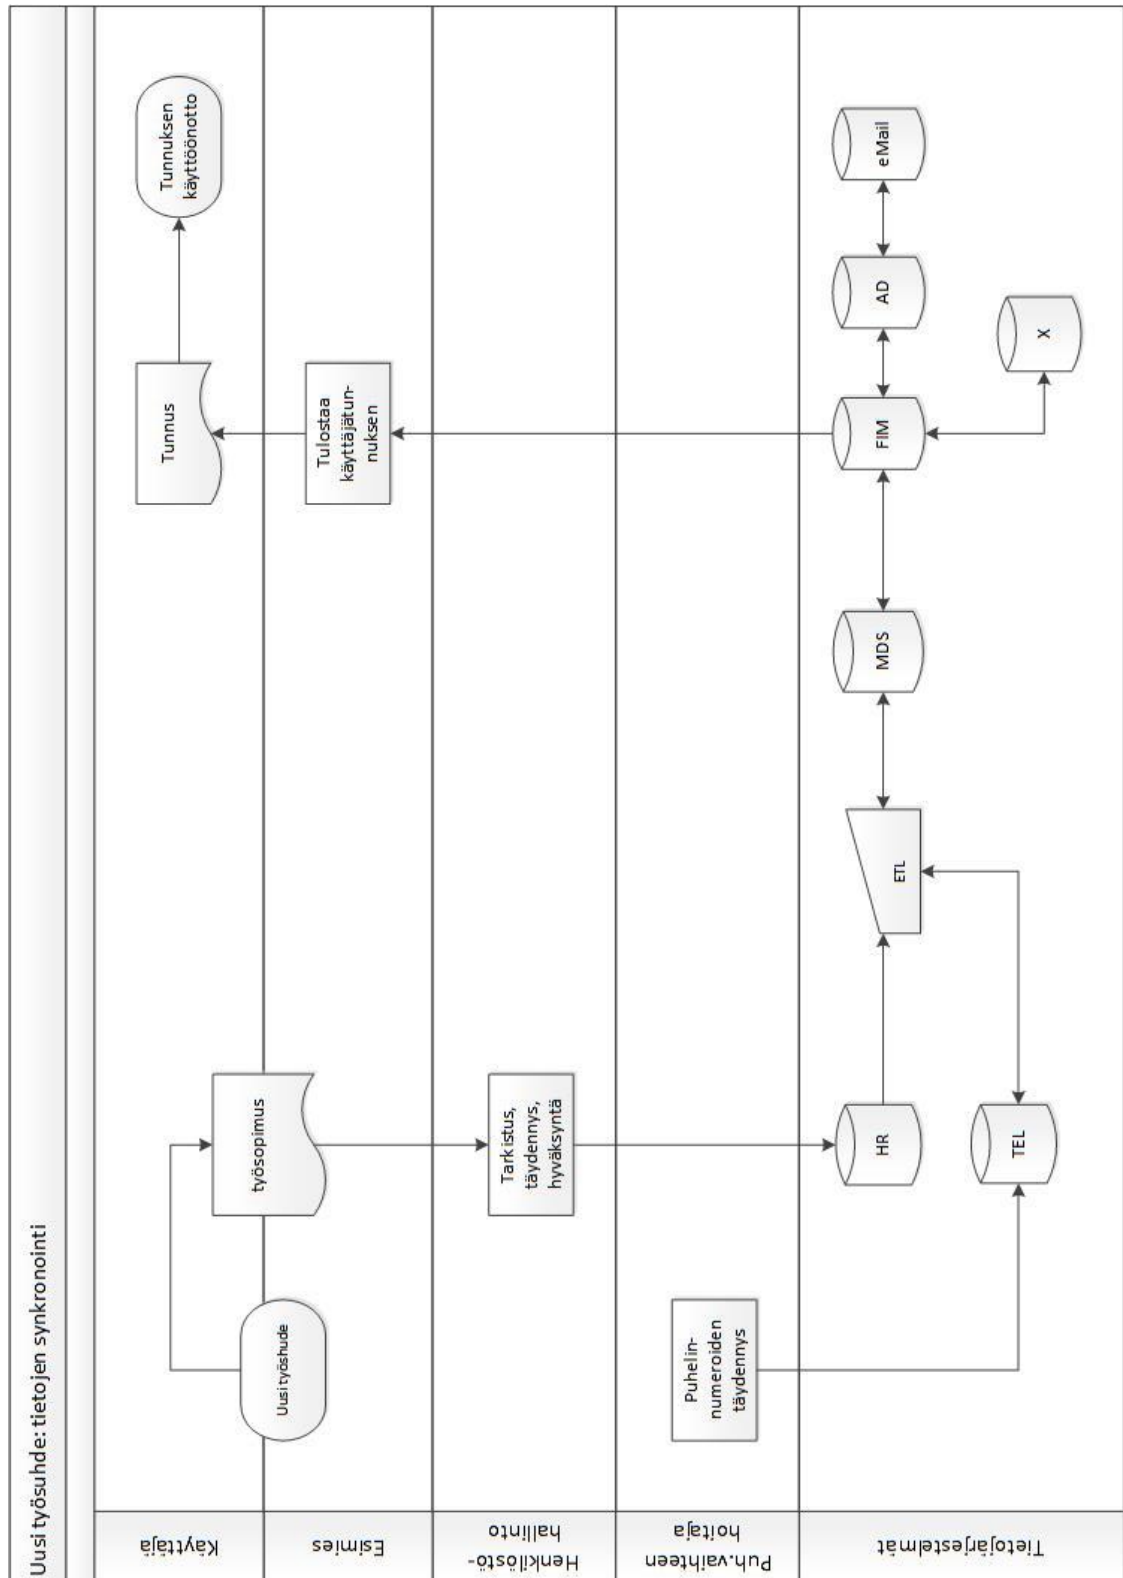 Uusi työsuhde: tietojen synkronointi
Käyttäjä
Tunnus
Tunnuksen
käyttöönotto
Esimies
Uusi työshude
työsopimus
Tulostaa
käyttäjätun-
nuksen
Henkilöstö-
hallinto
Tarkistus,
täydennys,
hyväksyntä
Puh.vaihteen
hoitaja
Puhelin-
numeroiden
täydennys
Tietojärjestelmät
HR
ETL
MDS
FIM
AD
eMail
TEL
X